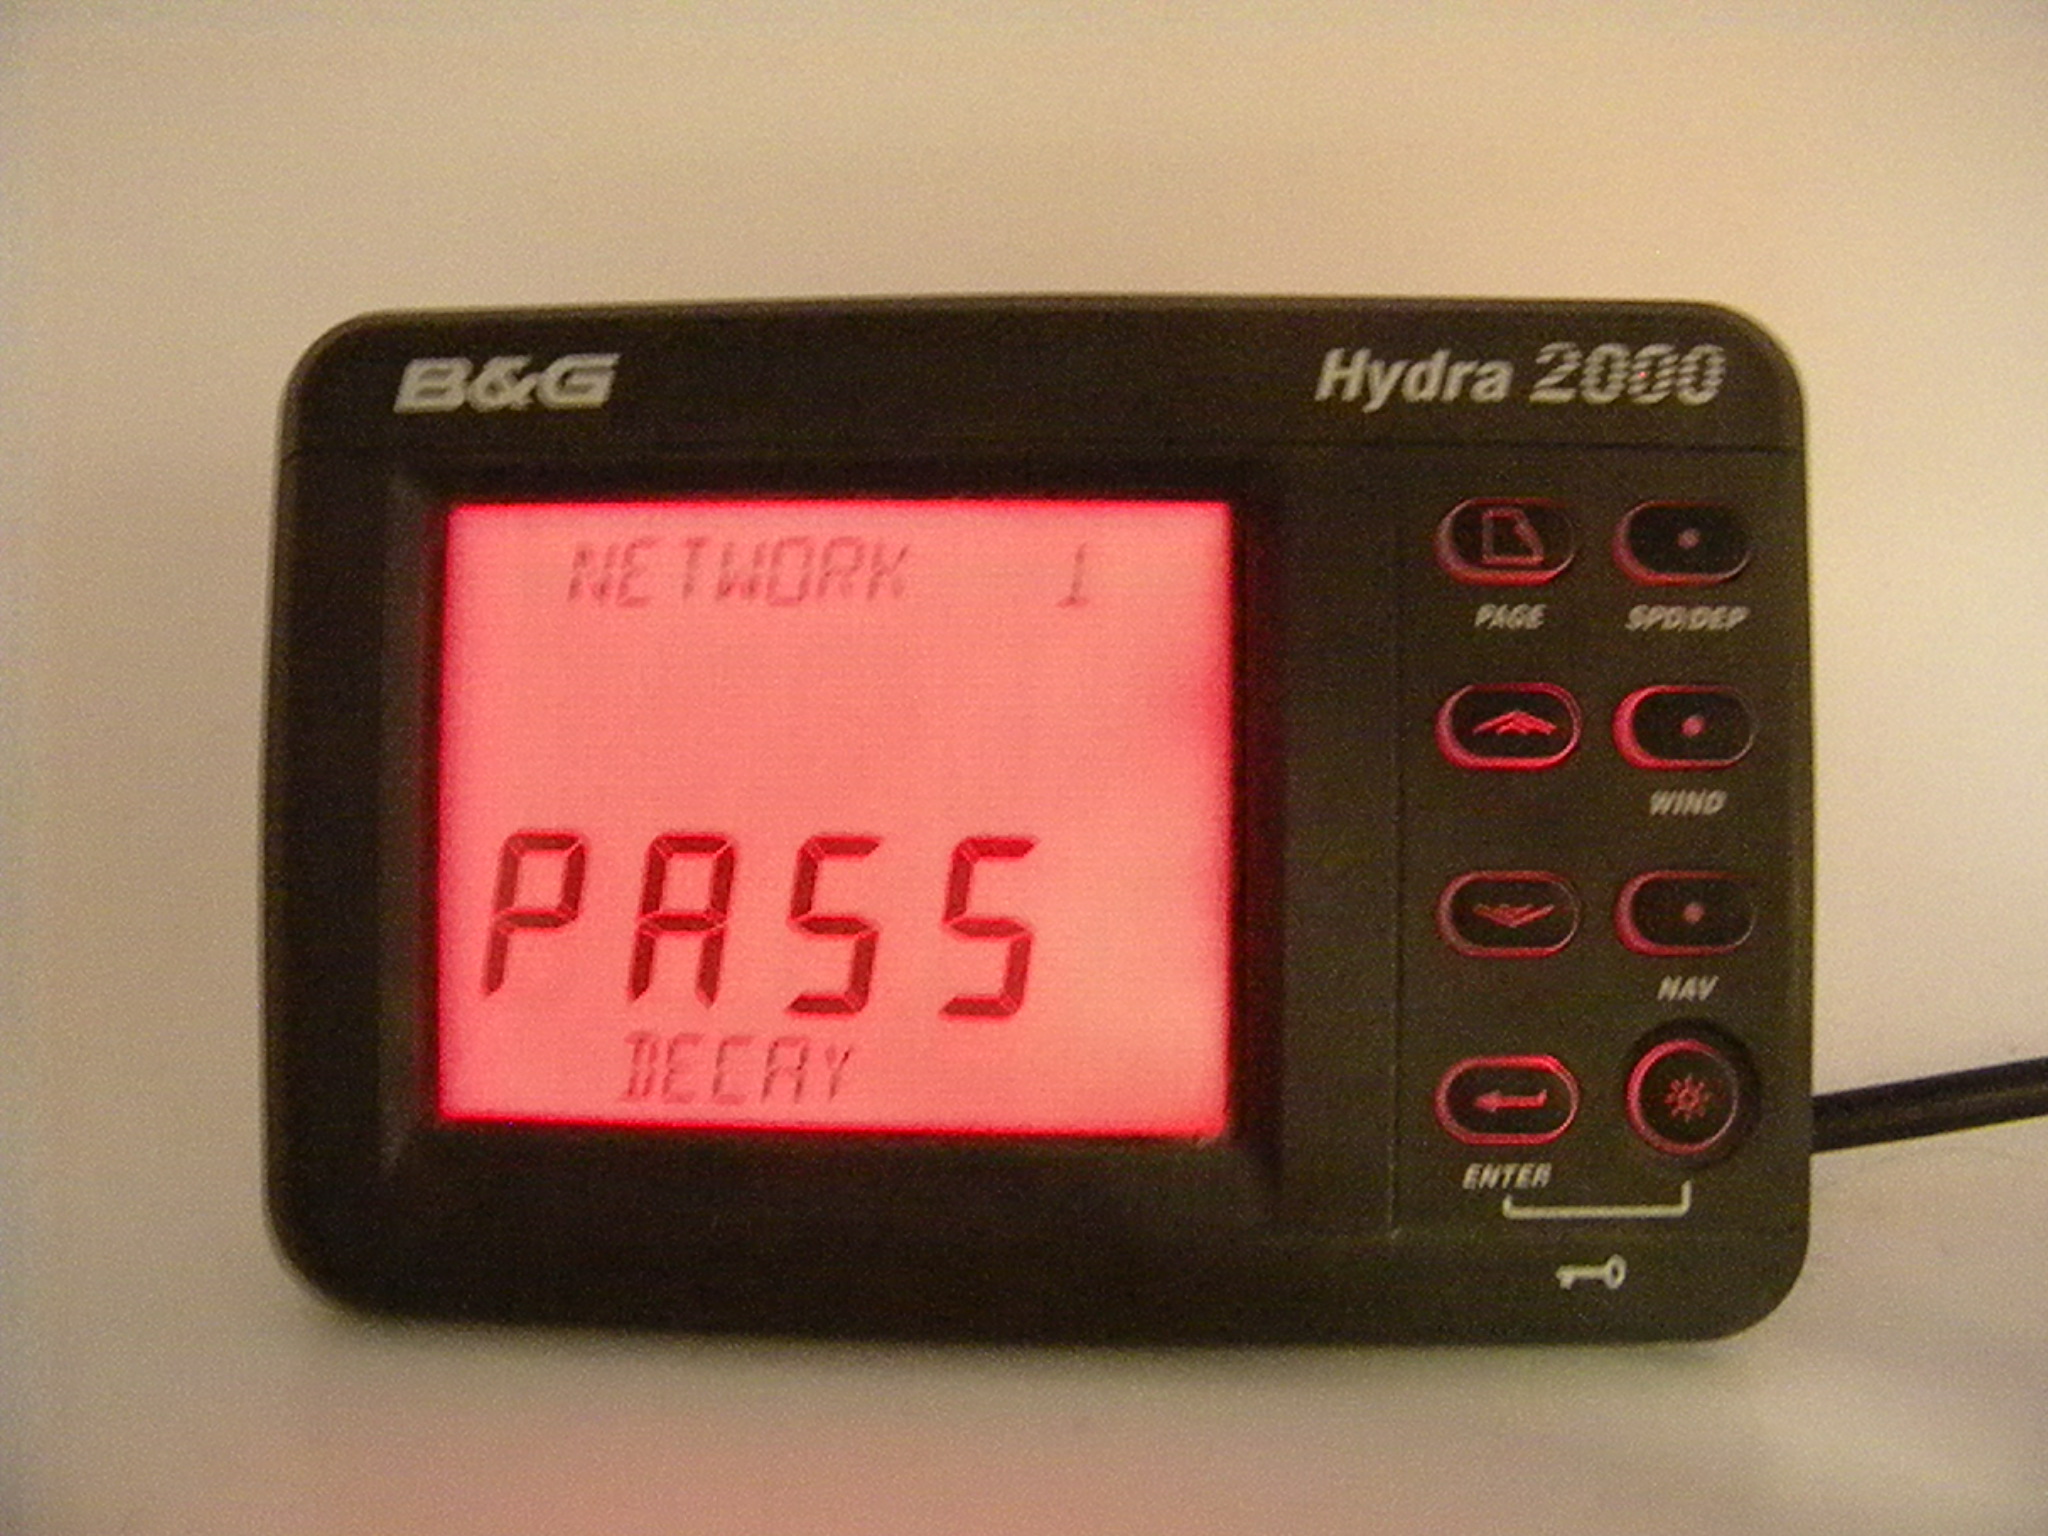 B&G
Hydra 2000
NETWORK 1
PASS
DECAY
PAGE
SPD/DEP
WIND
NAV
ENTER